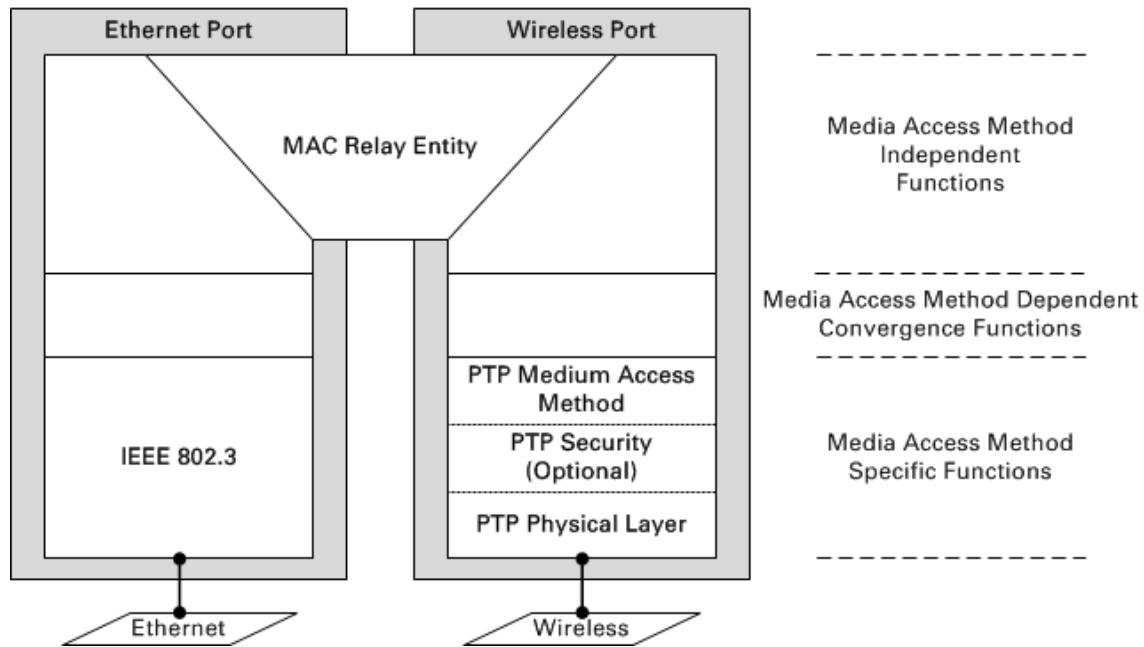 Ethernet Port
Wireless Port
MAC Relay Entity
Media Access Method
Independent
Functions
Media Access Method Dependent
Convergence Functions
IEEE 802.3
PTP Medium Access
Method
PTP Security
(Optional)
PTP Physical Layer
Media Access Method
Specific Functions
Ethernet
Wireless